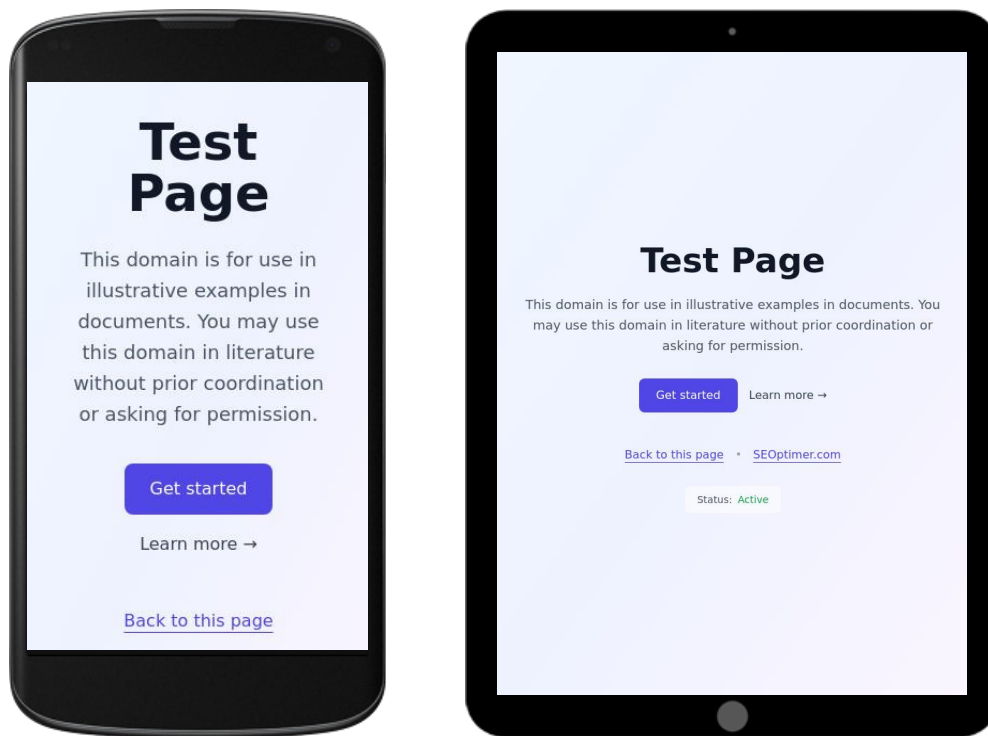 Test
Page
This domain is for use in
illustrative examples in
documents. You may use
this domain in literature
without prior coordination
or asking for permission.
Get started
Learn more →
Back to this page
Test Page
This domain is for use in illustrative examples in documents. You
may use this domain in literature without prior coordination or
asking for permission.
Get started Learn more →
Back to this page • SEOptimer.com
Status: Active